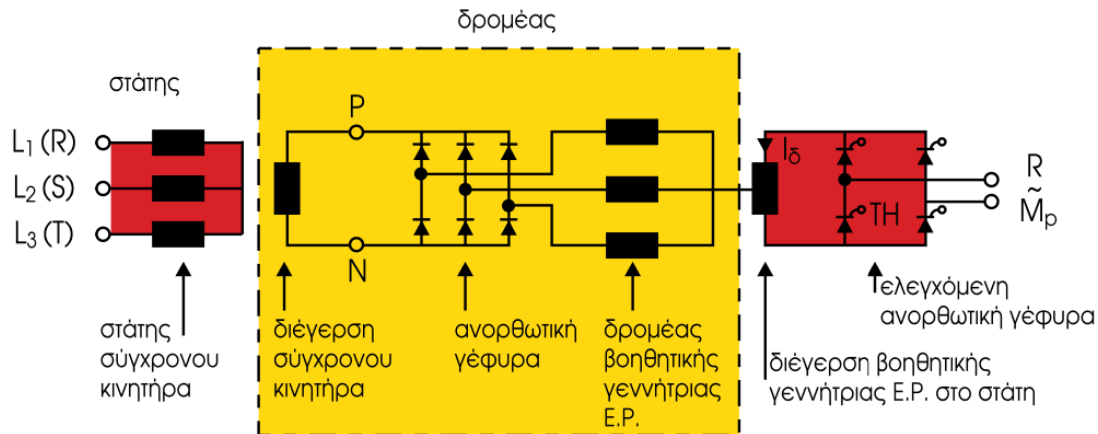 δρομέας
στάτης
L1 (R)
L2 (S)
L3 (T)
P
N
Iδ
TH
R
~
Mp
στάτης
σύγχρονου
κινητήρα
διέγερση
σύγχρονου
κινητήρα
ανορθωτική
γέφυρα
δρομέας
βοηθητικής
γεννήτριας
Ε.Ρ.
διέγερση βοηθητικής
γεννήτριας Ε.Ρ. στο στάτη
ελεγχόμενη
ανορθωτική γέφυρα